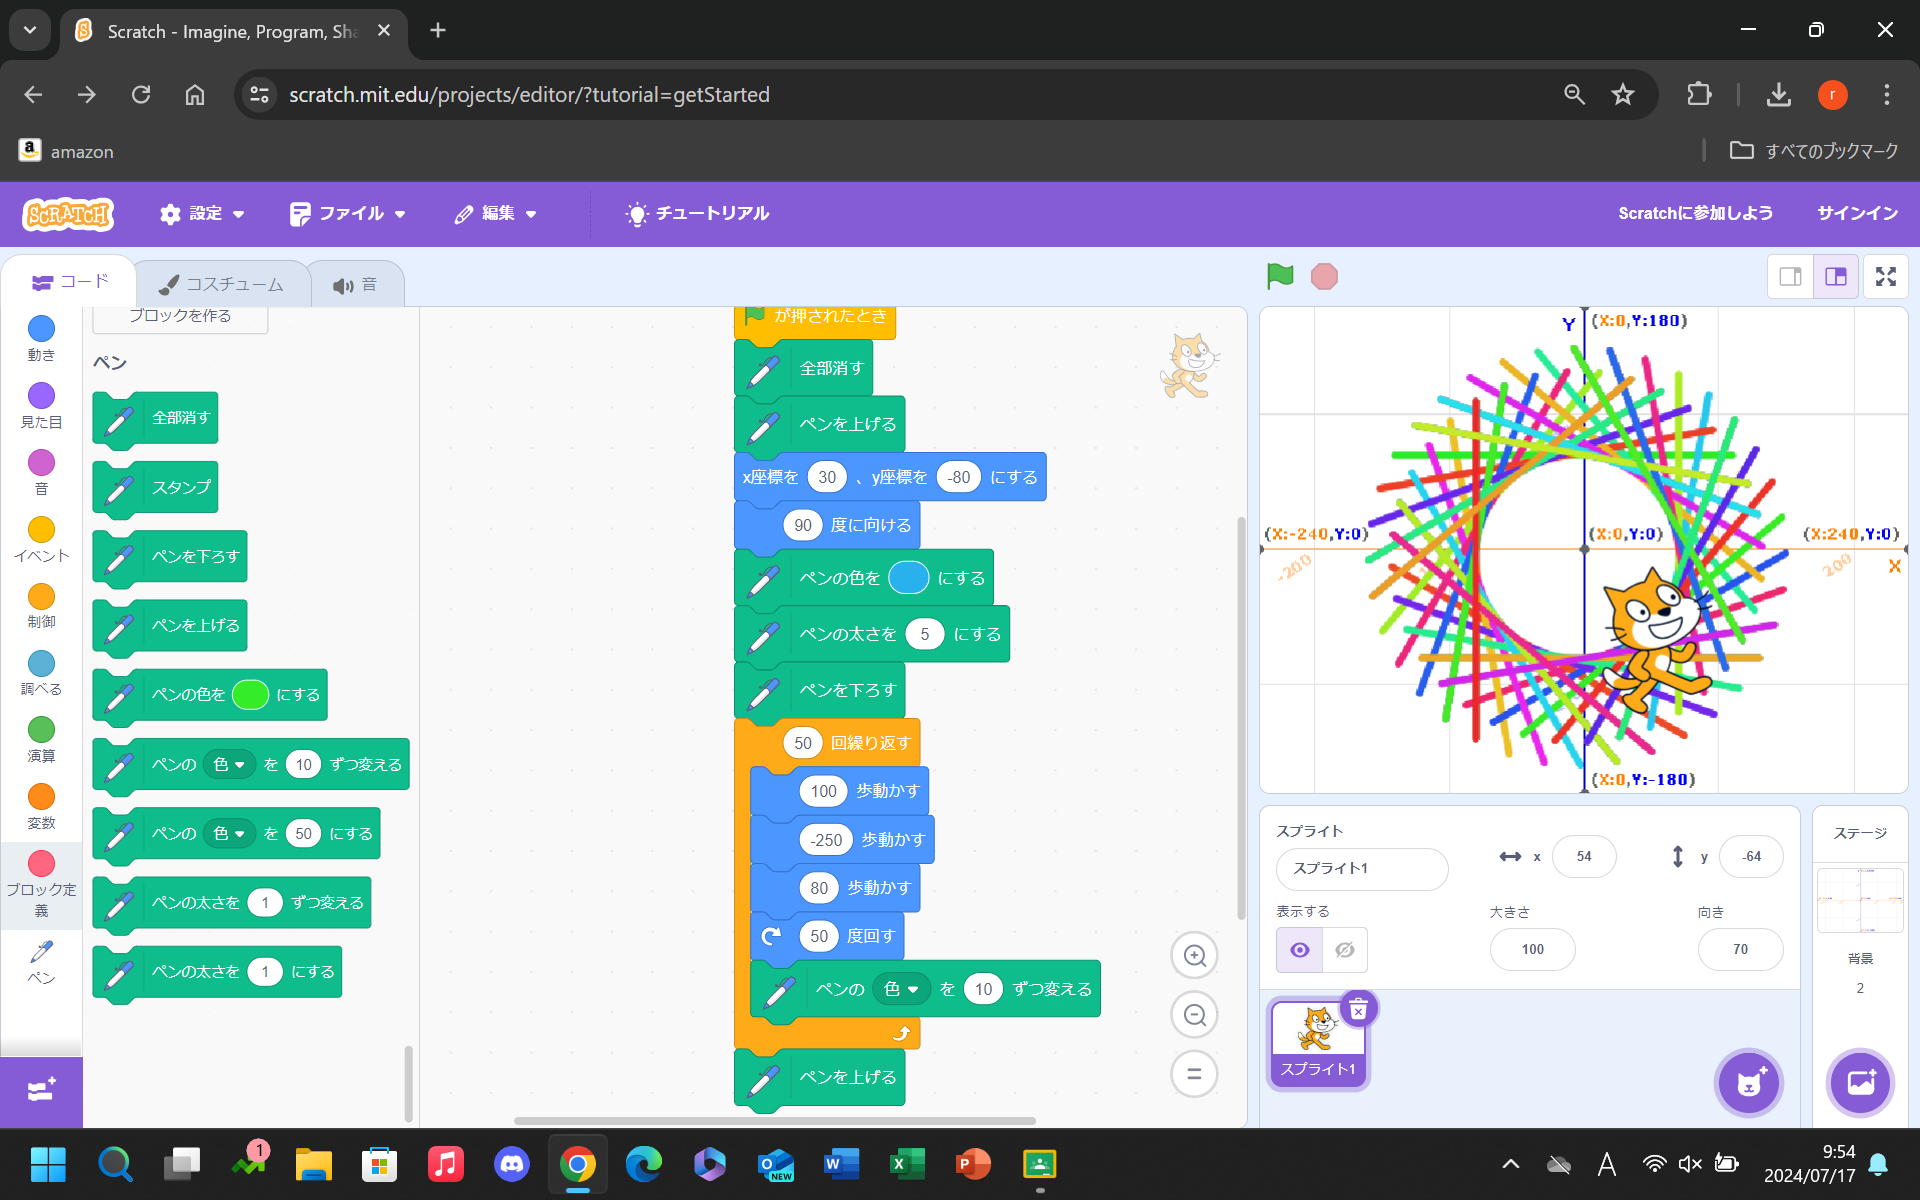 Scratch - Imagine, Program, Sha
scratch.mit.edu/projects/editor/?tutorial=getStarted
r
amazon
すべてのブックマーク
SCRATCH
設定
ファイル
編集
チュートリアル
Scratchに参加しよう
サインイン
コード
コスチューム
音
動き
見た目
音
イベント
制御
調べる
演算
変数
ブロック定
義
ペン
ブロックを作る
ペン
全部消す
スタンプ
ペンを下ろす
ペンを上げる
ペンの色を にする
ペンの 色 を 10 ずつ変える
ペンの 色 を 50 にする
ペンの太さを 1 ずつ変える
ペンの太さを 1 にする
が押されたとき
全部消す
ペンを上げる
x座標を 30 、y座標を -80 にする
90 度に向ける
ペンの色を にする
ペンの太さを 5 にする
ペンを下ろす
50 回繰り返す
100 歩動かす
-250 歩動かす
80 歩動かす
50 度回す
ペンの 色 を 10 ずつ変える
ペンを上げる
Y (X:0,Y:180)
(X:-240,Y:0) (X:0,Y:0) (X:240,Y:0)
-200 200 X
(X:0,Y:-180)
スプライト
スプライト1
x 54 y -64
表示する
大きさ
100
向き
70
スプライト1
ステージ
背景
2
1
NEW
9:54
2024/07/17